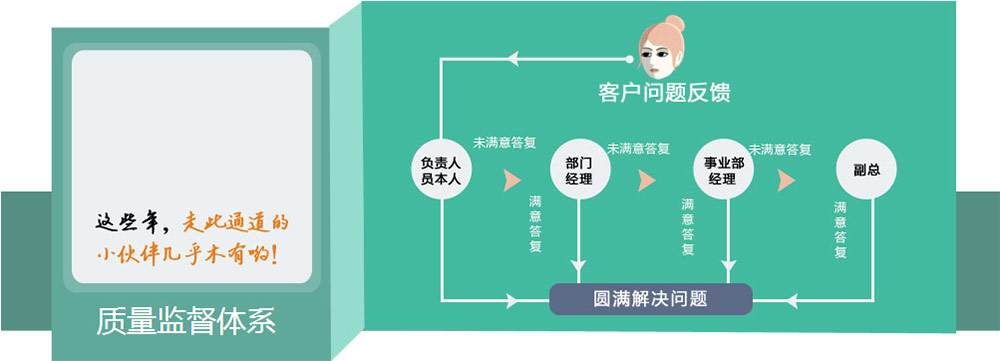 这些年，走此通道的
小伙伴几乎木有哟！
质量监督体系
客户问题反馈
负责人
员本人
未满意答复
部门
经理
未满意答复
事业部
经理
未满意答复
副总
满意答复
满意答复
满意答复
圆满解决问题